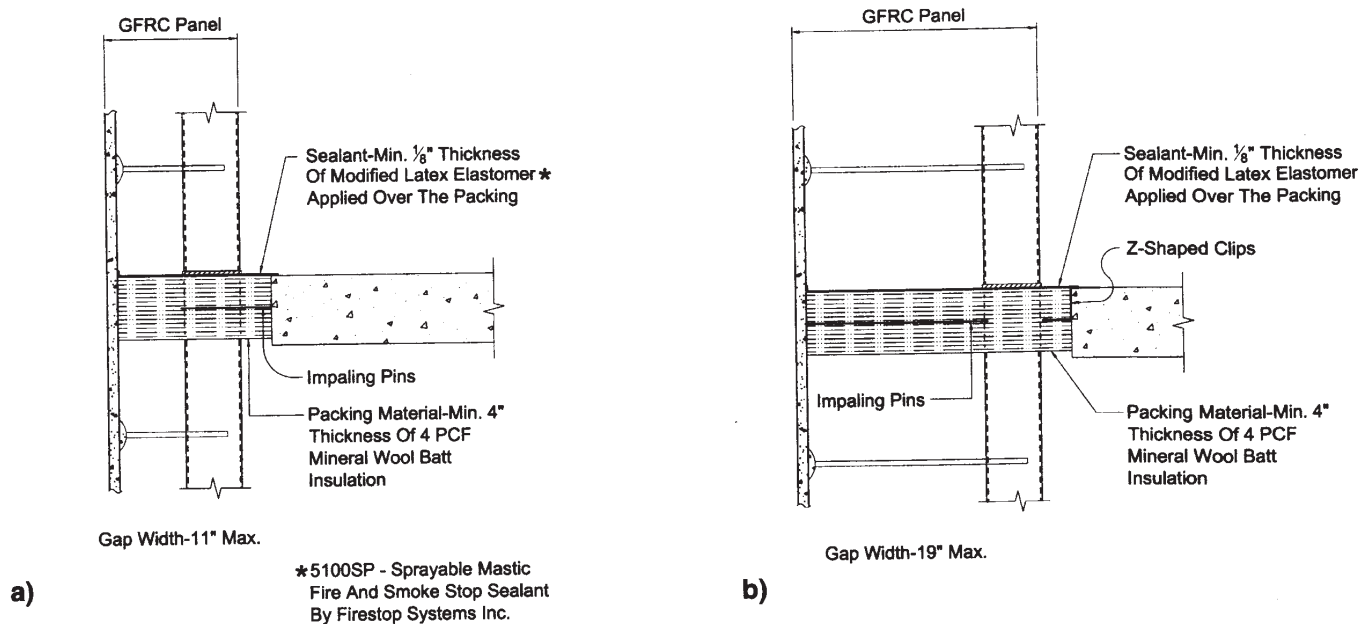 GFRC Panel
Sealant-Min. ⅛" Thickness
Of Modified Latex Elastomer *
Applied Over The Packing
Impaling Pins
Packing Material-Min. 4"
Thickness Of 4 PCF
Mineral Wool Batt
Insulation
Gap Width-11" Max.
*5100SP - Sprayable Mastic
Fire And Smoke Stop Sealant
By Firestop Systems Inc.
a)
GFRC Panel
Sealant-Min. ⅛" Thickness
Of Modified Latex Elastomer
Applied Over The Packing
Z-Shaped Clips
Impaling Pins
Packing Material-Min. 4"
Thickness Of 4 PCF
Mineral Wool Batt
Insulation
Gap Width-19" Max.
b)